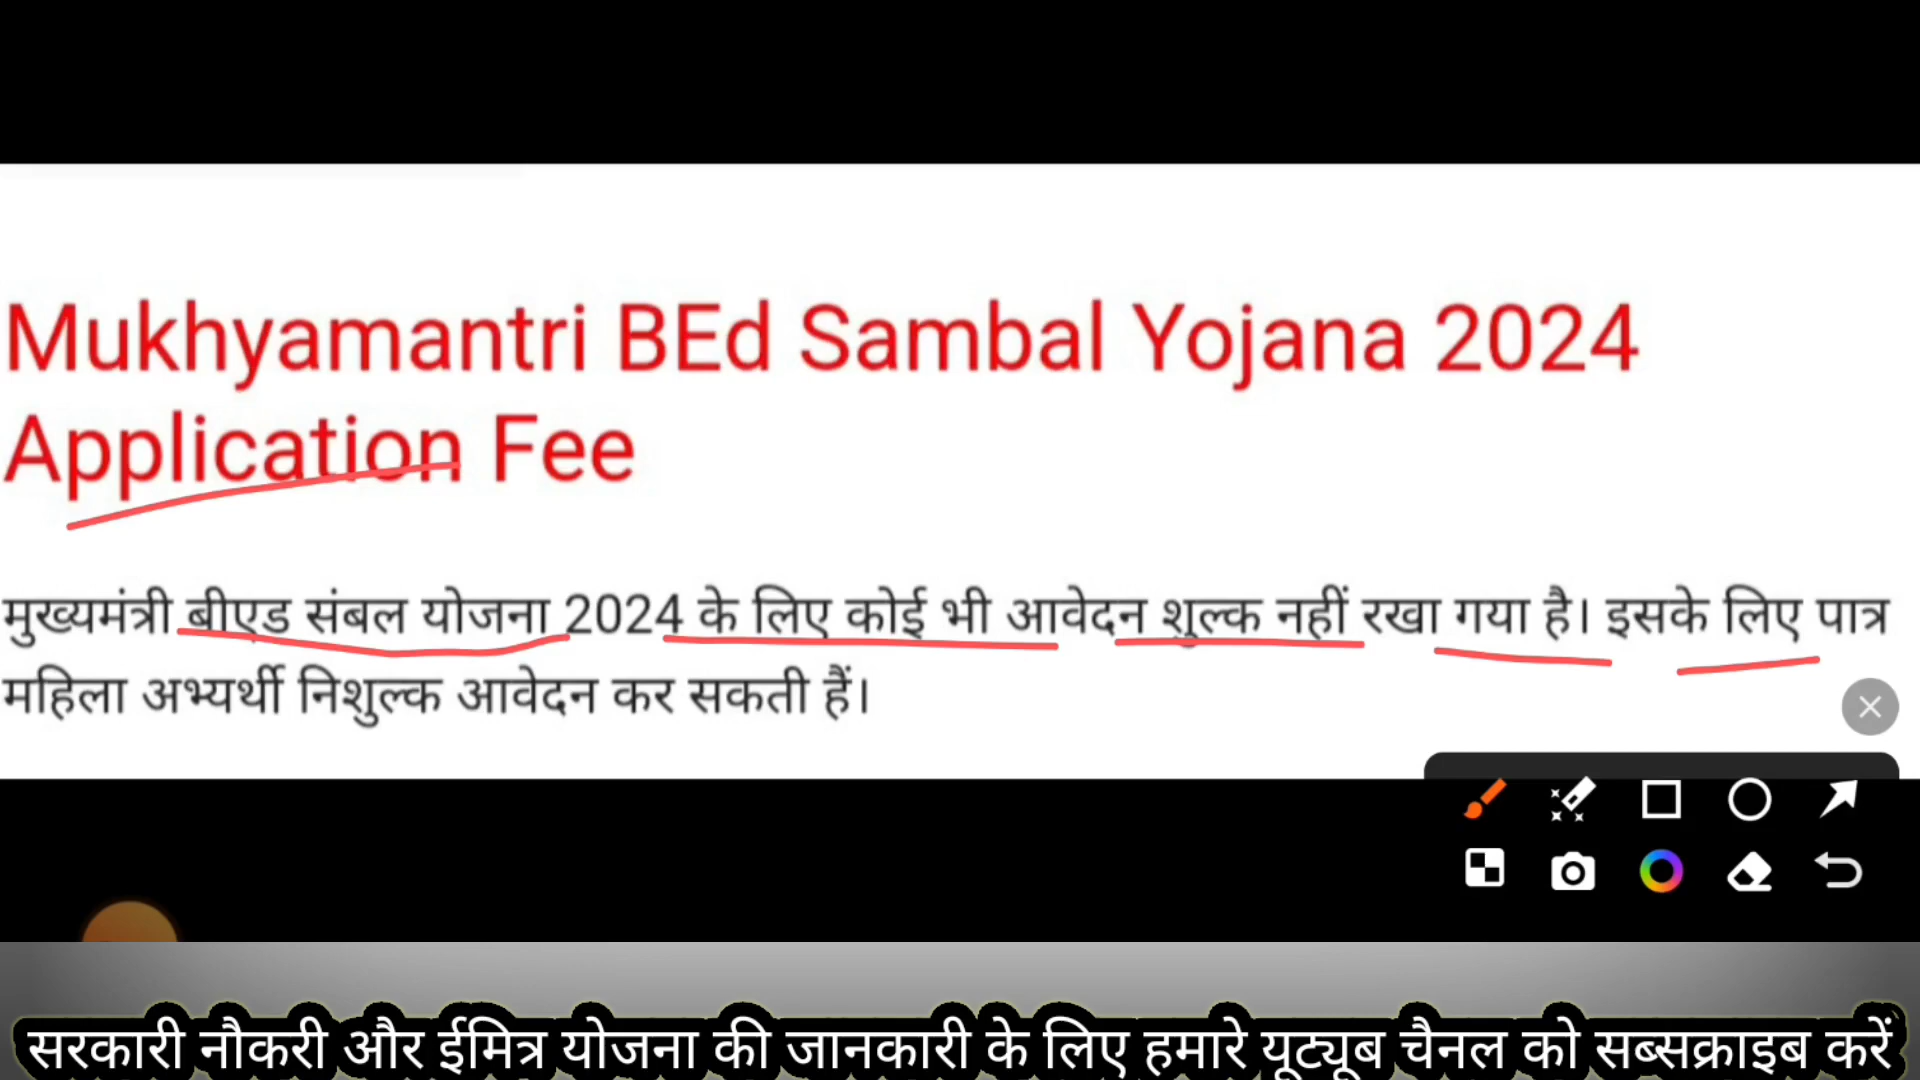 Mukhyamantri BEd Sambal Yojana 2024
Application Fee
मुख्यमंत्री बीएड संबल योजना 2024 के लिए कोई भी आवेदन शुल्क नहीं रखा गया है। इसके लिए पात्र
महिला अभ्यर्थी निशुल्क आवेदन कर सकती हैं।
सरकारी नौकरी और ईमित्र योजना की जानकारी के लिए हमारे यूट्यूब चैनल को सब्सक्राइब करें